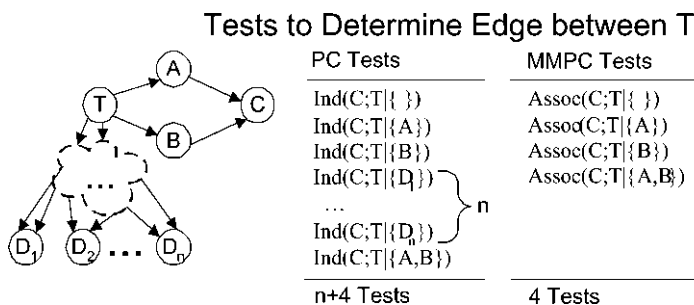 Tests to Determine Edge between T
PC Tests
MMPC Tests
A
T
C
B
...
D1
D2
...
Dn
Ind(C;T|{ })
Ind(C;T|{A})
Ind(C;T|{B})
Ind(C;T|{D1})
...
Ind(C;T|{Dn})
Ind(C;T|{A,B})
n
n+4 Tests
Assoc(C;T|{ })
Assoc(C;T|{A})
Assoc(C;T|{B})
Assoc(C;T|{A,B})
4 Tests